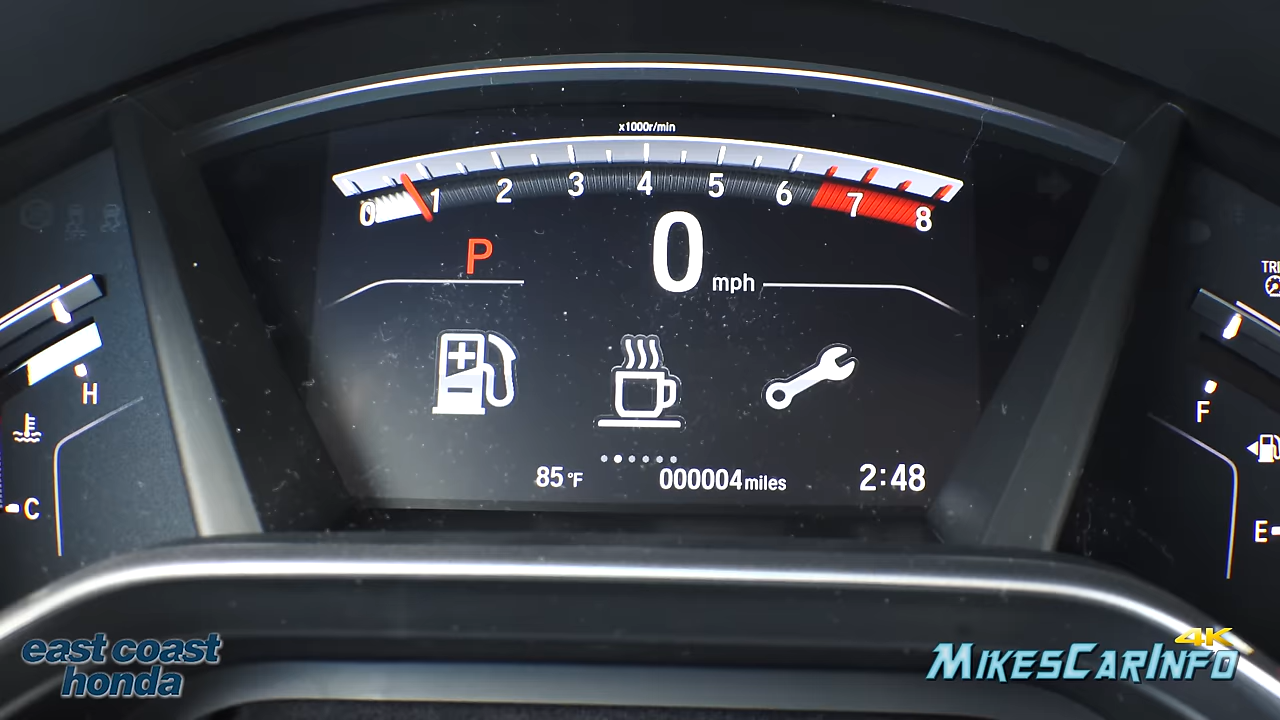 x1000r/min
0 1 2 3 4 5 6 7 8
P
0 mph
H
C
TRI
F
E
85°F
000004 miles
2:48
east coast
honda
4K
MIKESCARINFO